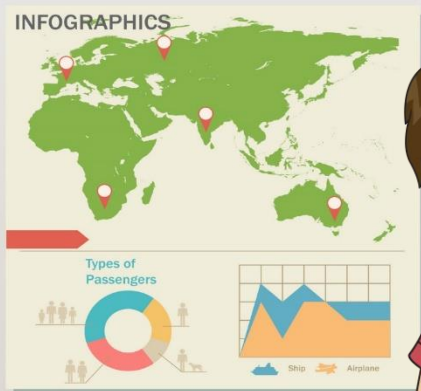 INFOGRAPHICS
Types of
Passengers
Ship
Airplane